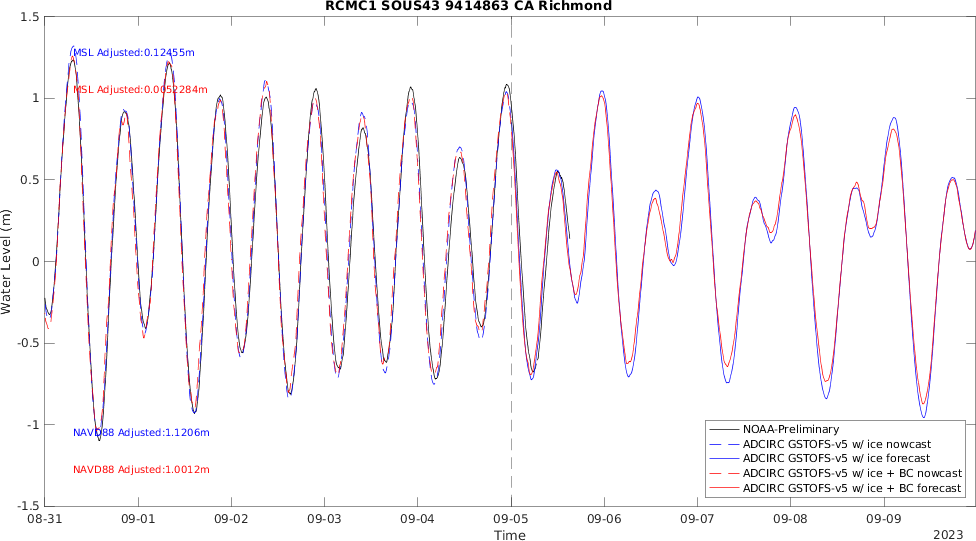 RCMC1 SOUS43 9414863 CA Richmond
1.5
MSL Adjusted:0.12455m
MSL Adjusted:0.0052284m
1
0.5
0
-0.5
-1
-1.5
Water Level (m)
NAVD88 Adjusted:1.1206m
NAVD88 Adjusted:1.0012m
NOAA-Preliminary
ADCIRC GSTOFS-v5 w/ ice nowcast
ADCIRC GSTOFS-v5 w/ ice forecast
ADCIRC GSTOFS-v5 w/ ice + BC nowcast
ADCIRC GSTOFS-v5 w/ ice + BC forecast
08-31 09-01 09-02 09-03 09-04 09-05 09-06 09-07 09-08 09-09
Time
2023